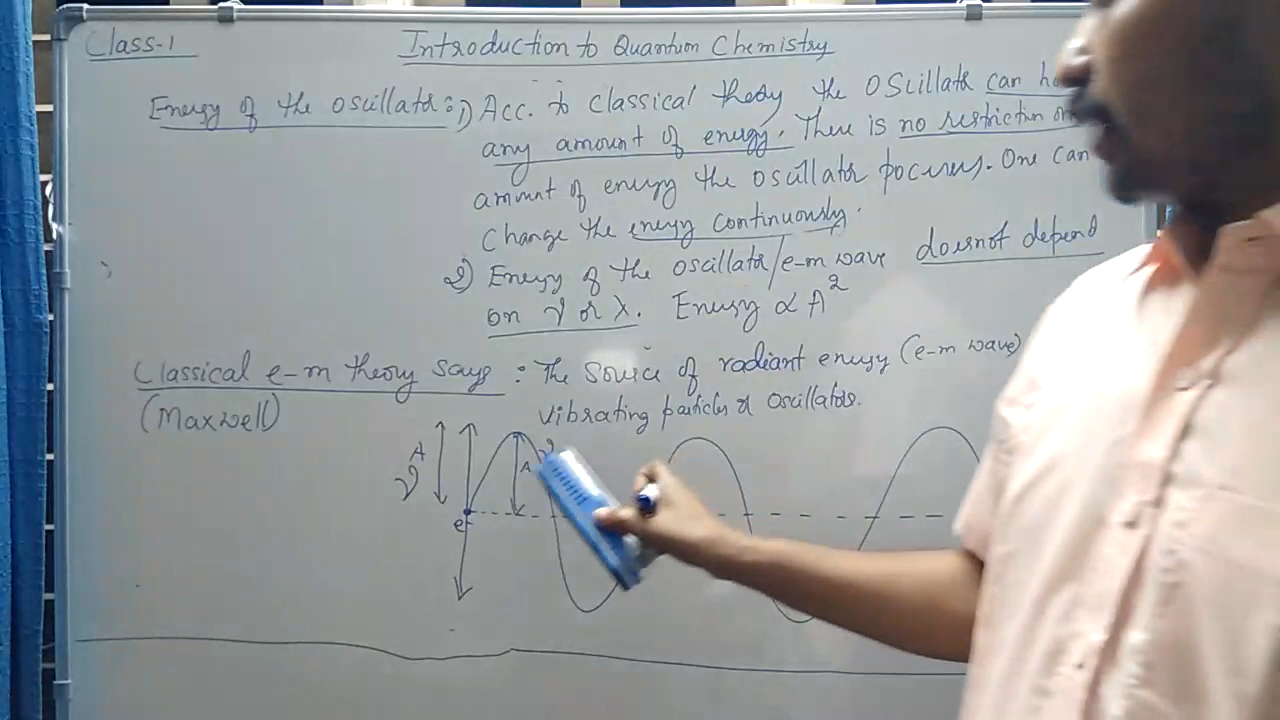 Class-1
Introduction to Quantum Chemistry
Energy of the oscillator:1) Acc. to classical theory the oscillator can
any amount of energy. There is no restriction on
amount of energy the oscillator possess. One can
change the energy continuously.
2) Energy of the oscillator/e-m wave doesnot depend
on ν or λ. Energy ∝ A²
Classical e-m theory says : The source of radiant energy (e-m wave)
(Maxwell) vibrating particles or oscillators.
A
ν
A
e